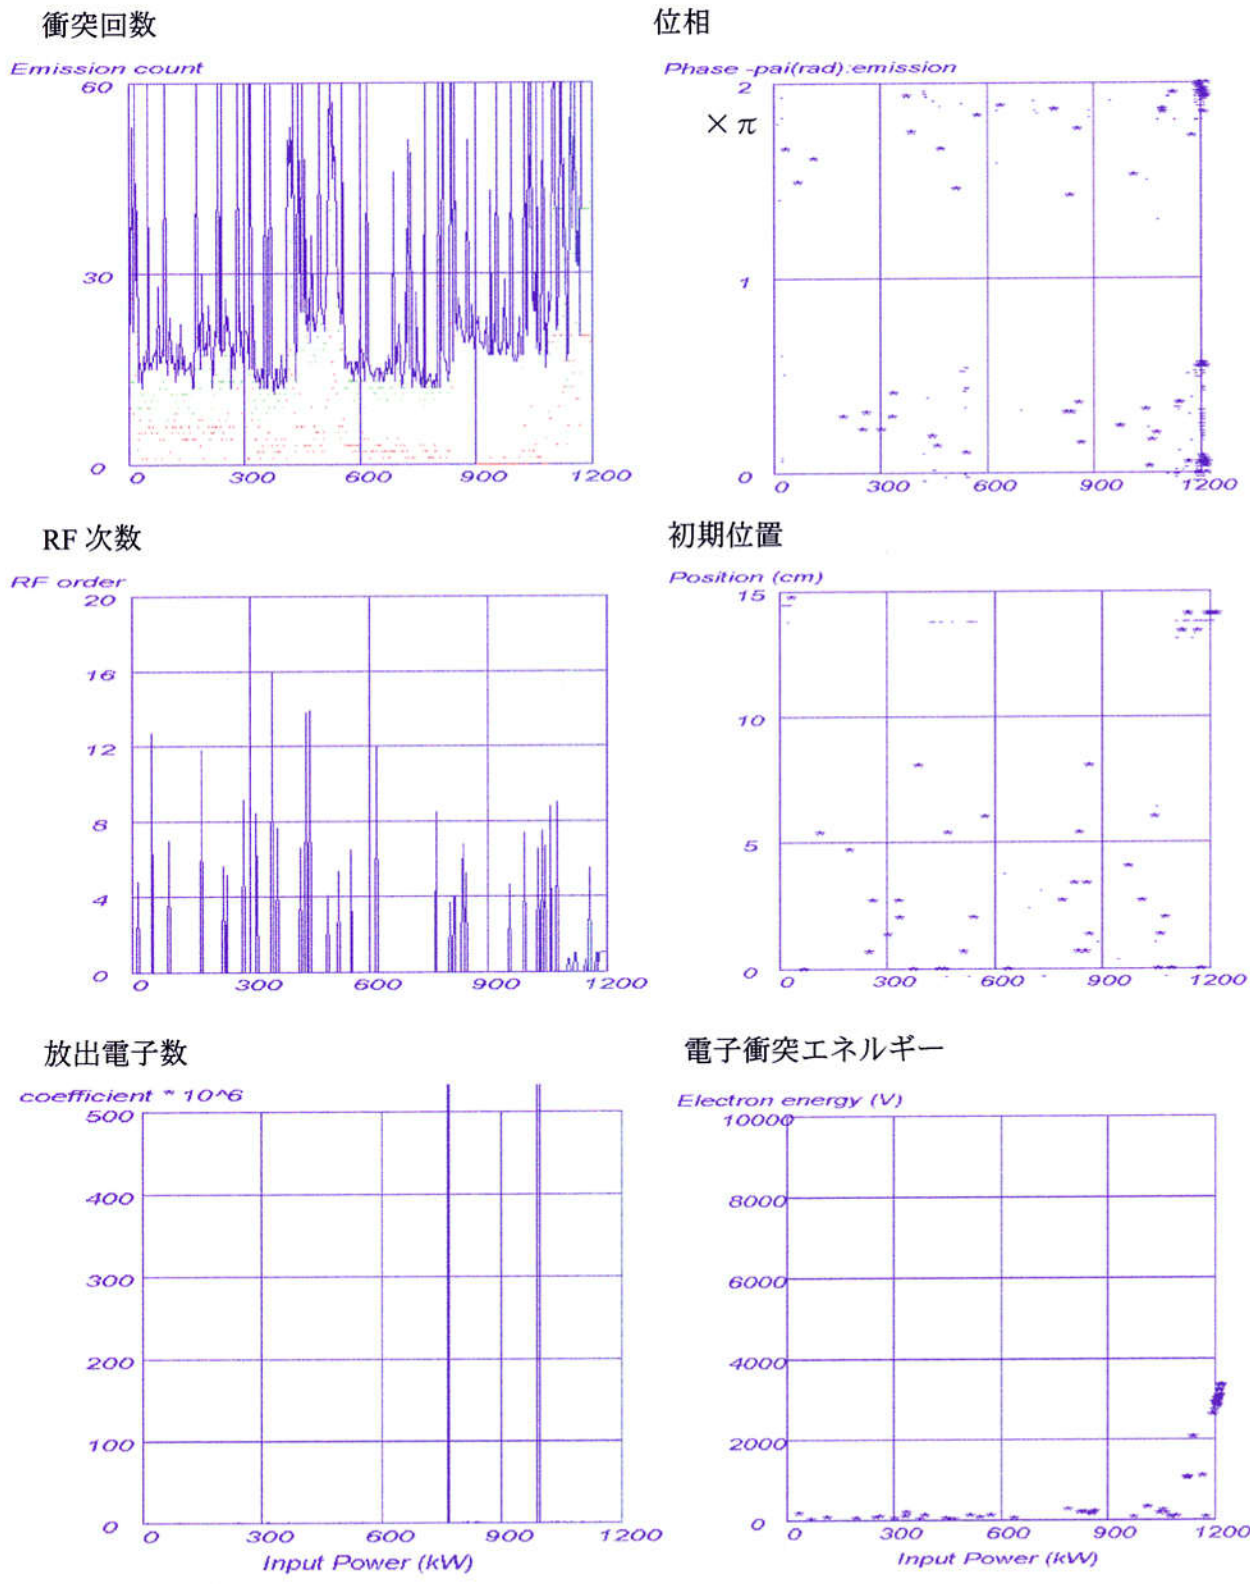 衝突回数
Emission count
60
30
0
0 300 600 900 1200
位相
Phase -pai(rad):emission
2
×π
1
0
0 300 600 900 1200
RF 次数
RF order
20
16
12
8
4
0
0 300 600 900 1200
初期位置
Position (cm)
15
10
5
0
0 300 600 900 1200
放出電子数
coefficient * 10^6
500
400
300
200
100
0
0 300 600 900 1200
Input Power (kW)
電子衝突エネルギー
Electron energy (V)
10000
8000
6000
4000
2000
0
0 300 600 900 1200
Input Power (kW)